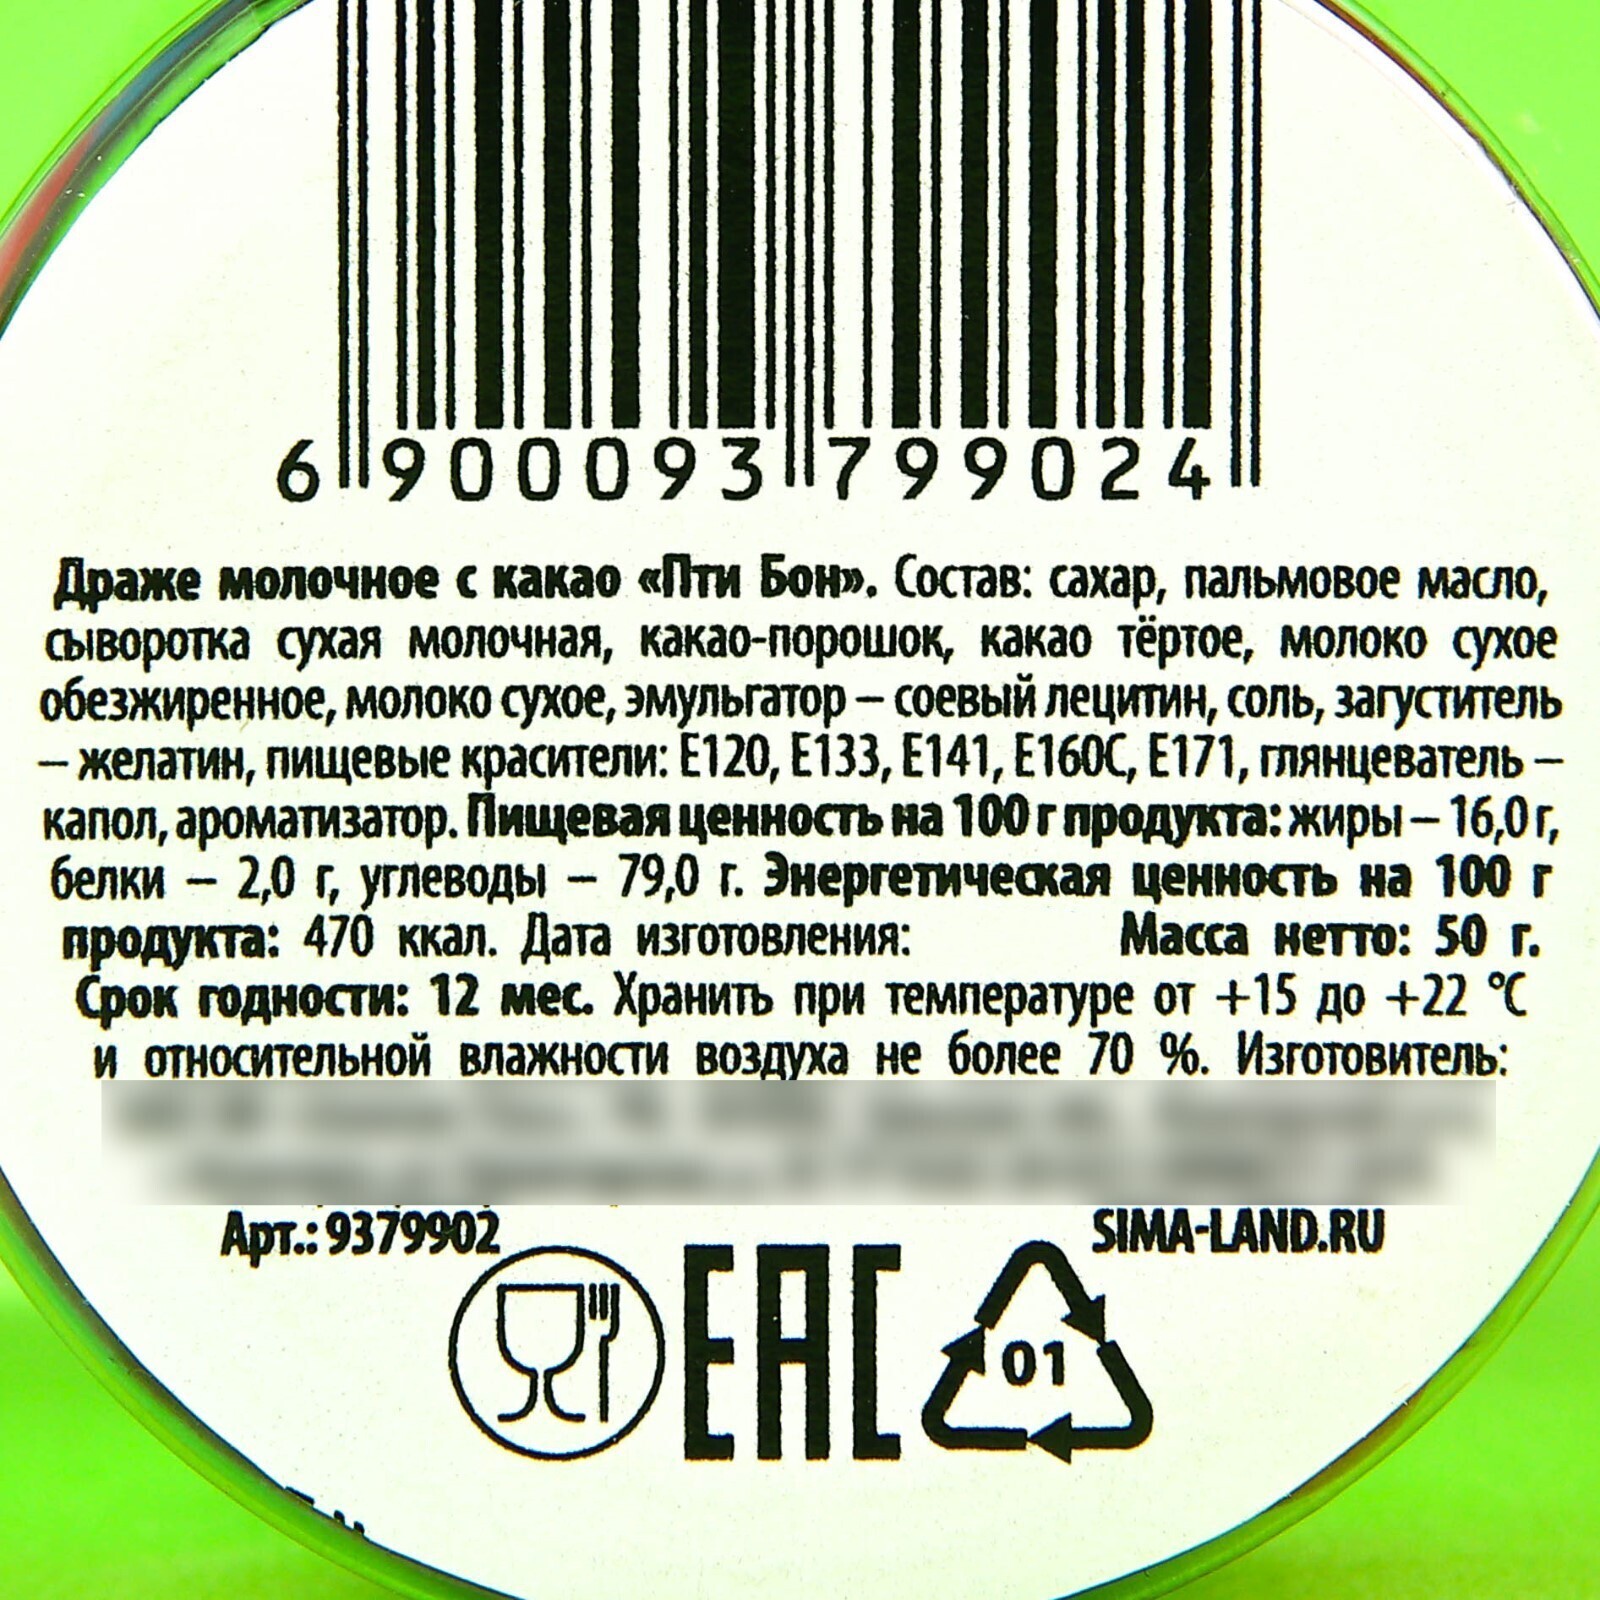 6 900093 799024
Драже молочное с какао «Пти Бон». Состав: сахар, пальмовое масло,
сыворотка сухая молочная, какао-порошок, какао тёртое, молоко сухое
обезжиренное, молоко сухое, эмульгатор – соевый лецитин, соль, загуститель
– желатин, пищевые красители: Е120, Е133, Е141, Е160С, Е171, глянцеватель –
капол, ароматизатор. Пищевая ценность на 100 г продукта: жиры – 16,0 г,
белки – 2,0 г, углеводы – 79,0 г. Энергетическая ценность на 100 г
продукта: 470 ккал. Дата изготовления: Масса нетто: 50 г.
Срок годности: 12 мес. Хранить при температуре от +15 до +22 °С
и относительной влажности воздуха не более 70 %. Изготовитель:
Арт.: 9379902 SIMA-LAND.RU
EAC 01